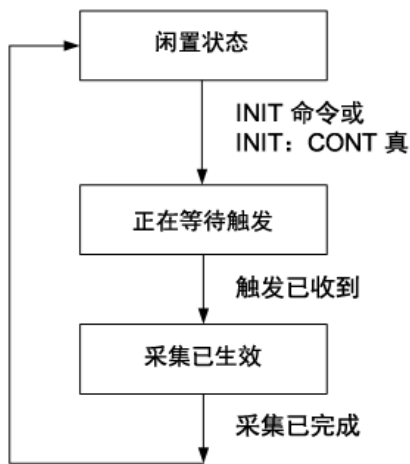 闲置状态
INIT 命令或
INIT：CONT 真
正在等待触发
触发已收到
采集已生效
采集已完成